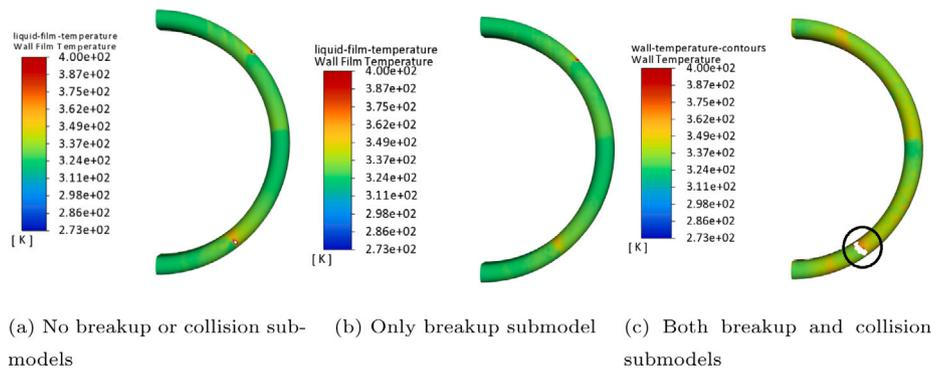 liquid-film-temperature
Wall Film Temperature
4.00e+02
3.87e+02
3.75e+02
3.62e+02
3.49e+02
3.37e+02
3.24e+02
3.11e+02
2.98e+02
2.86e+02
2.73e+02
[ K ]
liquid-film-temperature
Wall Film Temperature
4.00e+02
3.87e+02
3.75e+02
3.62e+02
3.49e+02
3.37e+02
3.24e+02
3.11e+02
2.98e+02
2.86e+02
2.73e+02
[ K ]
wall-temperature-contours
Wall Temperature
4.00e+02
3.87e+02
3.75e+02
3.62e+02
3.49e+02
3.37e+02
3.24e+02
3.11e+02
2.98e+02
2.86e+02
2.73e+02
[ K ]
(a) No breakup or collision sub-
models
(b) Only breakup submodel
(c) Both breakup and collision
submodels